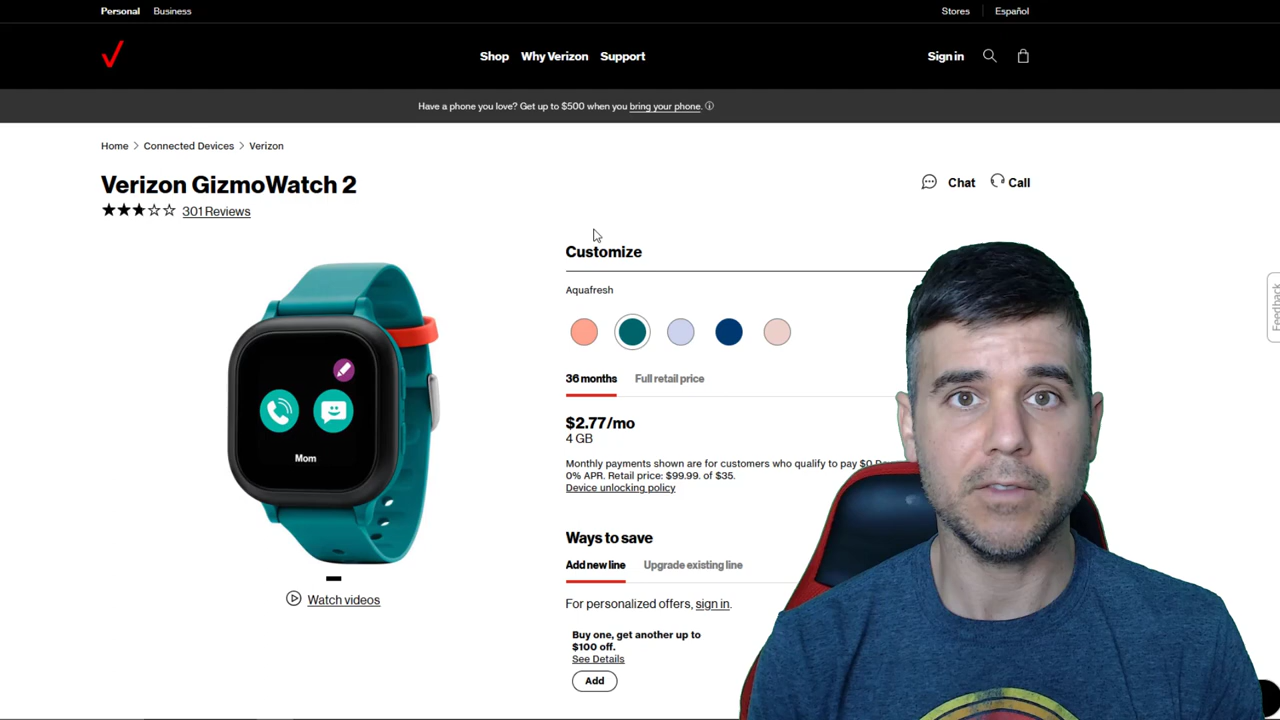 Personal Business
Stores Español
Shop Why Verizon Support
Sign in
Have a phone you love? Get up to $500 when you bring your phone.
Home > Connected Devices > Verizon
Verizon GizmoWatch 2
Chat Call
301 Reviews
Customize
Aquafresh
Feedback
36 months Full retail price
$2.77/mo
4 GB
Monthly payments shown are for customers who qualify to pay $0
0% APR. Retail price: $99.99. of $35.
Device unlocking policy
Mom
Ways to save
Add new line Upgrade existing line
Watch videos
For personalized offers, sign in.
Buy one, get another up to
$100 off.
See Details
Add